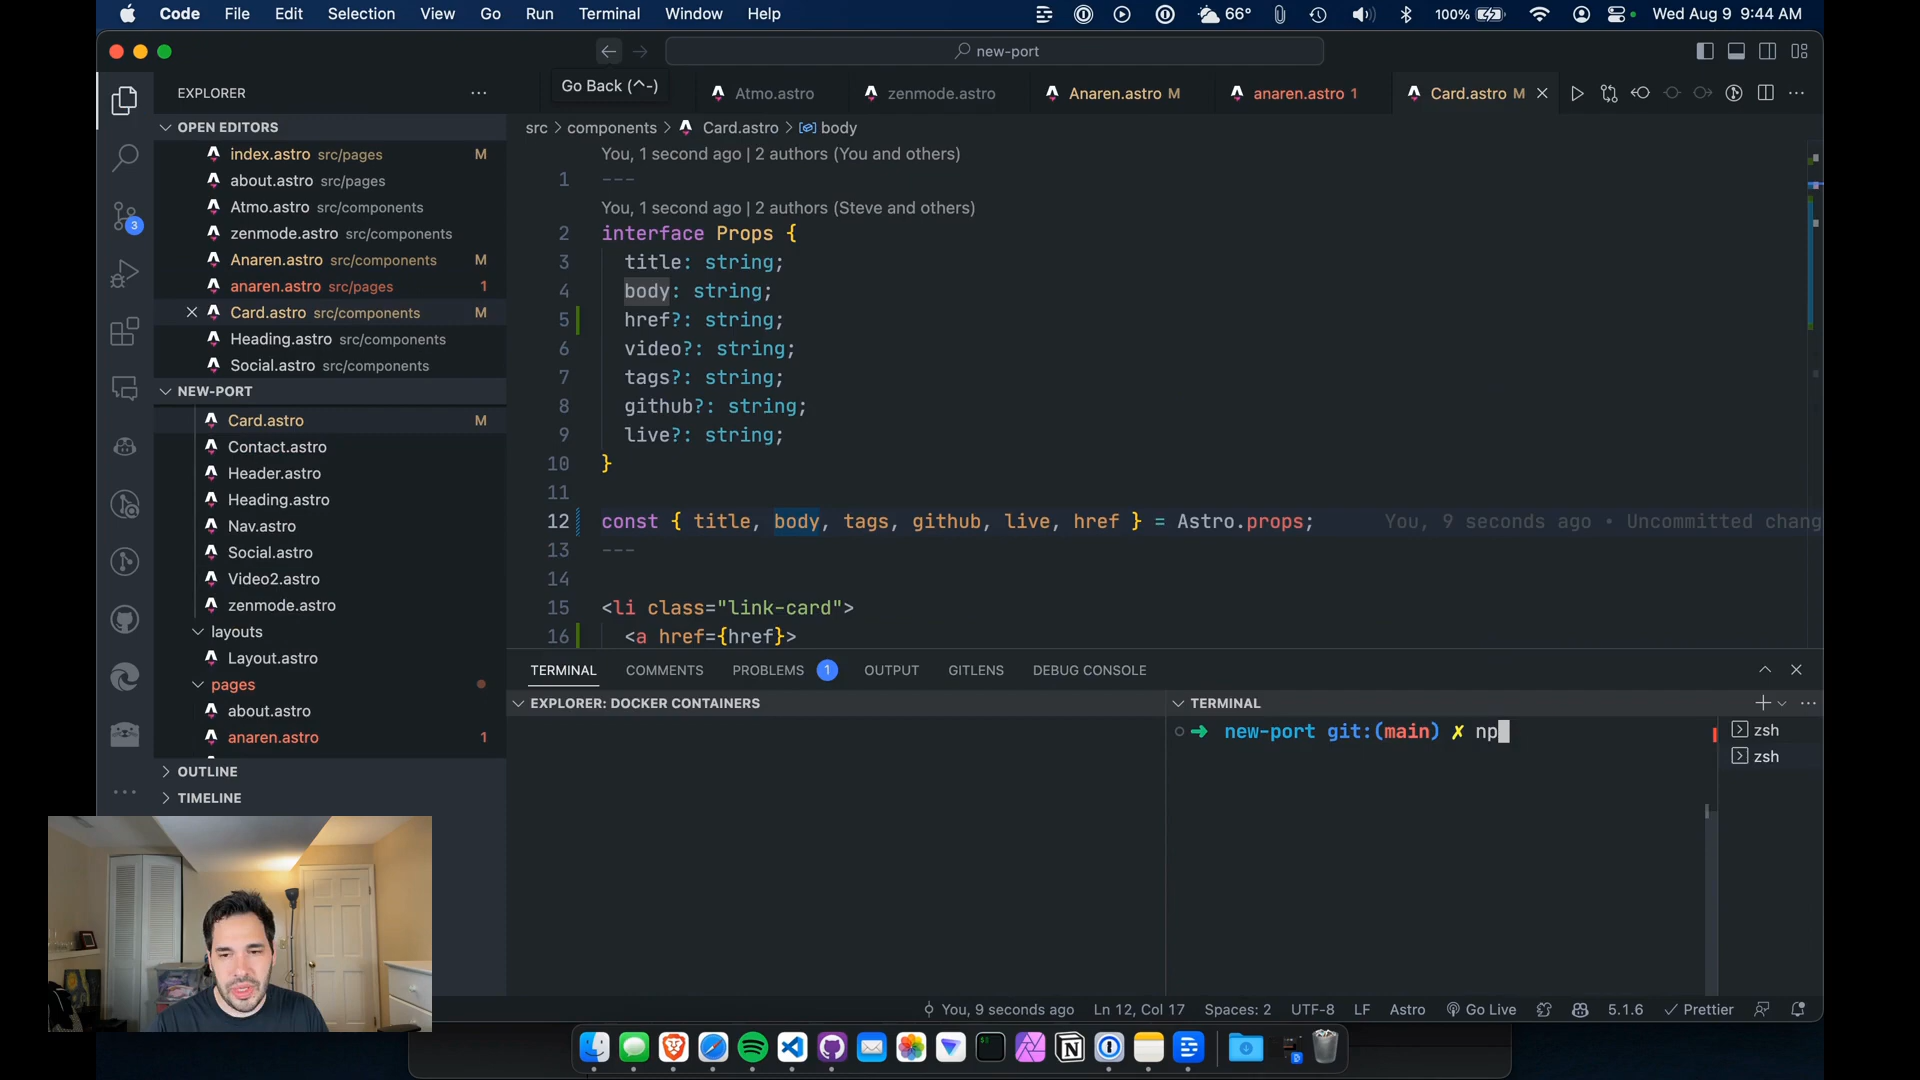 Code File Edit Selection View Go Run Terminal Window Help
66° 100% Wed Aug 9 9:44 AM
new-port
Go Back (^-)
EXPLORER
Atmo.astro
zenmode.astro
Anaren.astro M
anaren.astro 1
Card.astro M
OPEN EDITORS
index.astro src/pages M
about.astro src/pages
Atmo.astro src/components
zenmode.astro src/components
Anaren.astro src/components M
anaren.astro src/pages 1
Card.astro src/components M
Heading.astro src/components
Social.astro src/components
3
NEW-PORT
Card.astro M
Contact.astro
Header.astro
Heading.astro
Nav.astro
Social.astro
Video2.astro
zenmode.astro
layouts
Layout.astro
pages
about.astro
anaren.astro 1
OUTLINE
TIMELINE
src > components > Card.astro > body
You, 1 second ago | 2 authors (You and others)
1 ---
You, 1 second ago | 2 authors (Steve and others)
2 interface Props {
3 title: string;
4 body: string;
5 href?: string;
6 video?: string;
7 tags?: string;
8 github?: string;
9 live?: string;
10 }
11
12 const { title, body, tags, github, live, href } = Astro.props; You, 9 seconds ago • Uncommitted chang
13 ---
14
15 <li class="link-card">
16 <a href={href}>
TERMINAL COMMENTS PROBLEMS 1 OUTPUT GITLENS DEBUG CONSOLE
EXPLORER: DOCKER CONTAINERS
TERMINAL
new-port git:(main) ✗ np
zsh
zsh
You, 9 seconds ago Ln 12, Col 17 Spaces: 2 UTF-8 LF Astro Go Live 5.1.6 Prettier